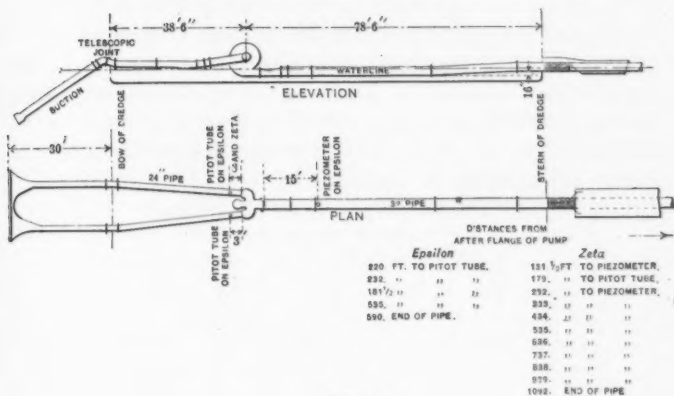 38'6" 78'6"
TELESCOPIC
JOINT
SUCTION
WATERLINE
16"
ELEVATION
30'
BOW OF DREDGE
PITOT TUBE
ON EPSILON
AND ZETA
PIEZOMETER
ON EPSILON
STERN OF DREDGE
24" PIPE
15'
PIPE
PLAN
3'
PITOT TUBE
ON EPSILON
DISTANCES FROM
AFTER FLANGE OF PUMP
Epsilon
220 FT. TO PITOT TUBE.
232. " " "
181 1/2 " " "
535. " " "
590. END OF PIPE.
Zeta
131 1/2 FT TO PIEZOMETER.
179. " TO PITOT TUBE.
292. " TO PIEZOMETER.
333. " " "
434. " " "
535. " " "
636. " " "
737. " " "
838. " " "
939. " " "
1092. END OF PIPE